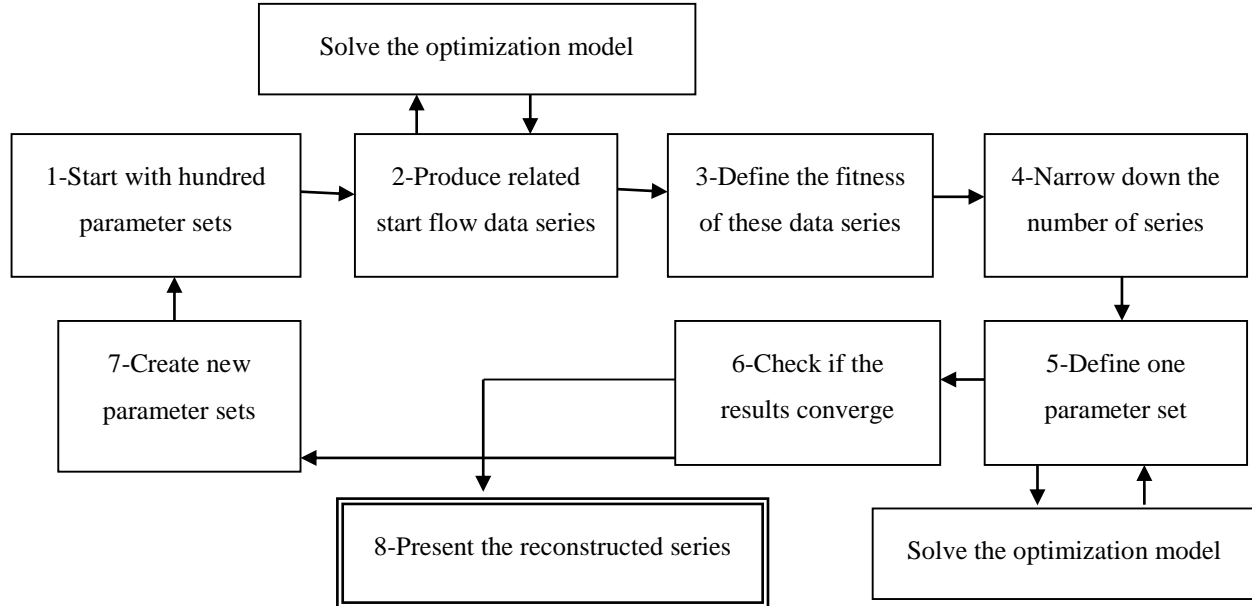 Solve the optimization model
1-Start with hundred
parameter sets
2-Produce related
start flow data series
3-Define the fitness
of these data series
4-Narrow down the
number of series
5-Define one
parameter set
6-Check if the
results converge
7-Create new
parameter sets
8-Present the reconstructed series
Solve the optimization model